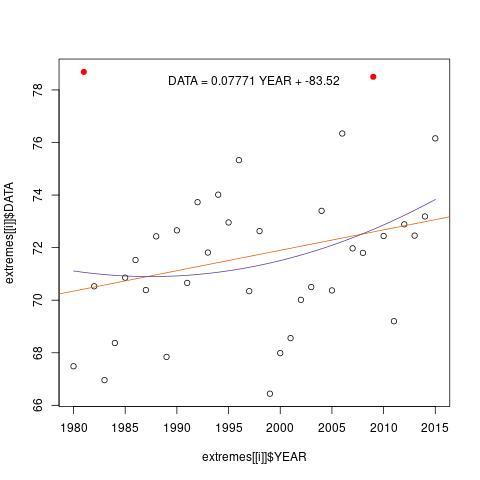 DATA = 0.07771 YEAR + -83.52
extremes[[i]]$DATA
78
76
74
72
70
68
66
1980 1985 1990 1995 2000 2005 2010 2015
extremes[[i]]$YEAR